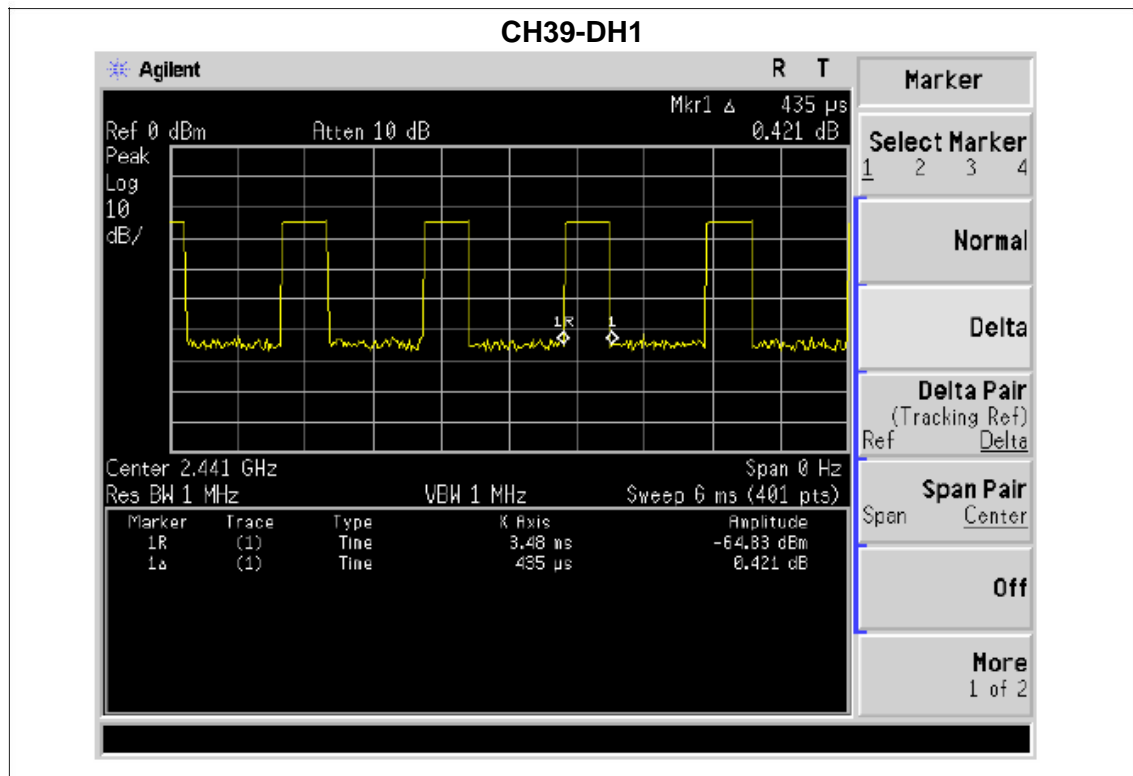 CH39-DH1
Agilent
R T
Mkr1 Δ 435 µs
Ref 0 dBm Atten 10 dB 0.421 dB
Peak
Log
10
dB/
1R 1
Center 2.441 GHz Span 0 Hz
Res BW 1 MHz VBW 1 MHz Sweep 6 ms (401 pts)
Marker Trace Type X Axis Amplitude
1R (1) Time 3.48 ms -64.83 dBm
1Δ (1) Time 435 µs 0.421 dB
Marker
Select Marker
1 2 3 4
Normal
Delta
Delta Pair
(Tracking Ref)
Ref Delta
Span Pair
Span Center
Off
More
1 of 2